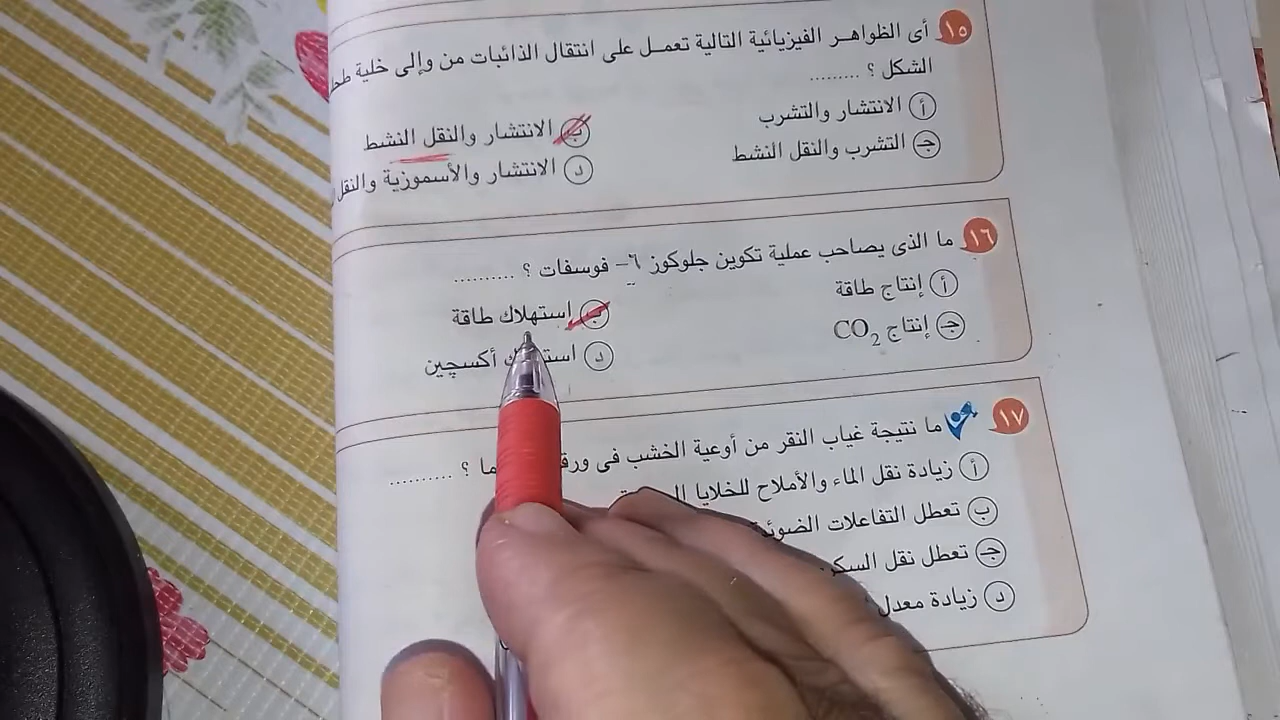 ١٥ أى الظواهر الفيزيائية التالية تعمل على انتقال الذائبات من وإلى خلية
الشكل ؟ .........
أ الانتشار والتشرب
ب الانتشار والنقل النشط
جـ التشرب والنقل النشط
د الانتشار والأسموزية والنقل
١٦ ما الذى يصاحب عملية تكوين جلوكوز ٦- فوسفات ؟ ..........
أ إنتاج طاقة
ب استهلاك طاقة
جـ إنتاج CO2
د أكسچين
١٧ ما نتيجة غياب النقر من أوعية الخشب فى ؟ ..........
أ زيادة نقل الماء والأملاح للخلايا
ب تعطل التفاعلات
جـ تعطل نقل
د زيادة معدل